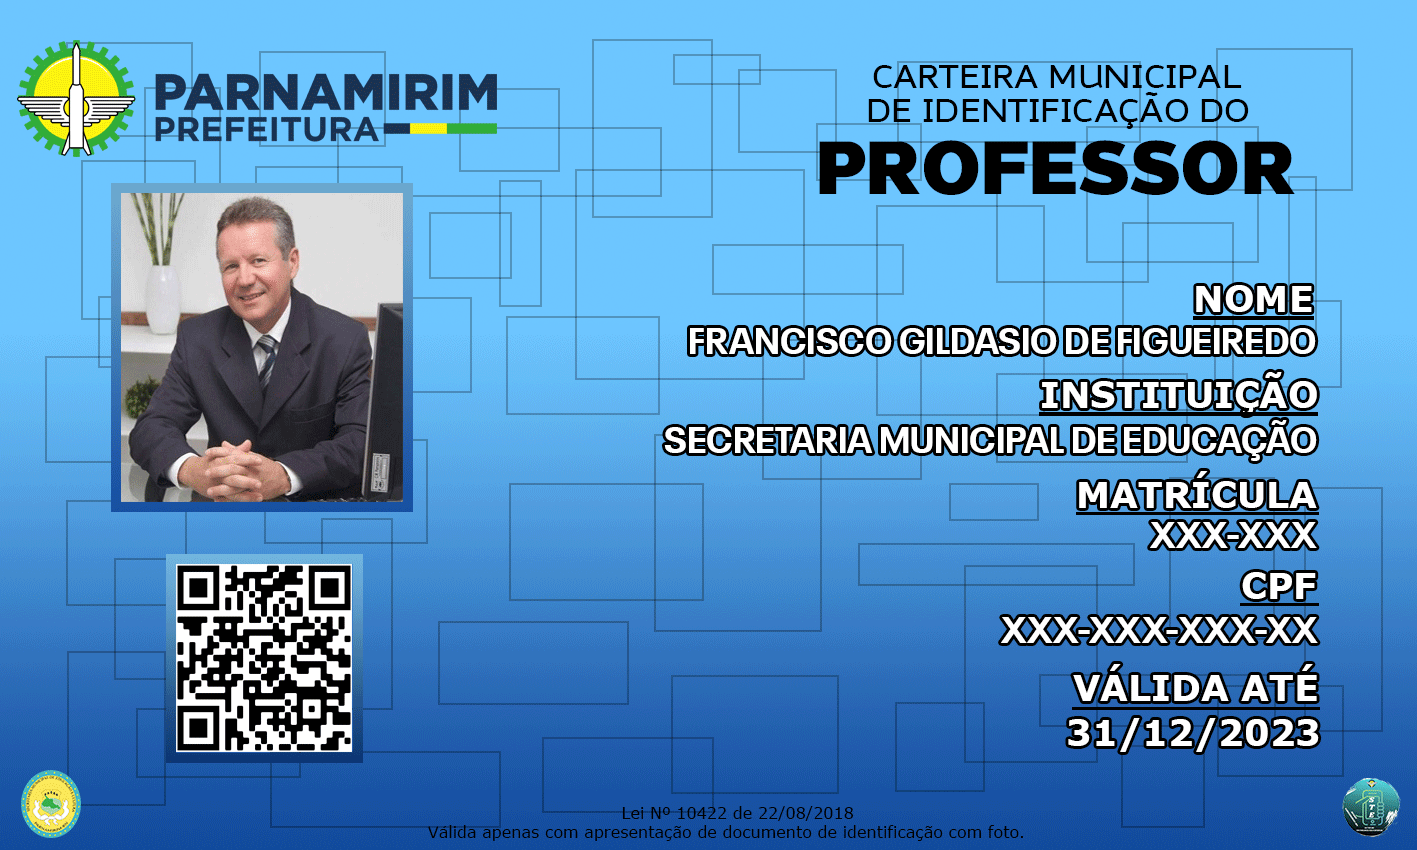 PARNAMIRIM
PREFEITURA
CARTEIRA MUNICIPAL
DE IDENTIFICAÇÃO DO
PROFESSOR
NOME
FRANCISCO GILDASIO DE FIGUEIREDO
INSTITUIÇÃO
SECRETARIA MUNICIPAL DE EDUCAÇÃO
MATRÍCULA
XXX-XXX
CPF
XXX-XXX-XXX-XX
VÁLIDA ATÉ
31/12/2023
Lei Nº 10422 de 22/08/2018
Válida apenas com apresentação de documento de identificação com foto.